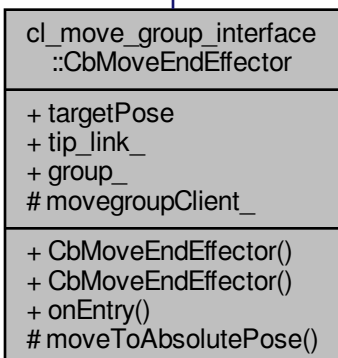 cl_move_group_interface
::CbMoveEndEffector
+ targetPose
+ tip_link_
+ group_
# movegroupClient_
+ CbMoveEndEffector()
+ CbMoveEndEffector()
+ onEntry()
# moveToAbsolutePose()